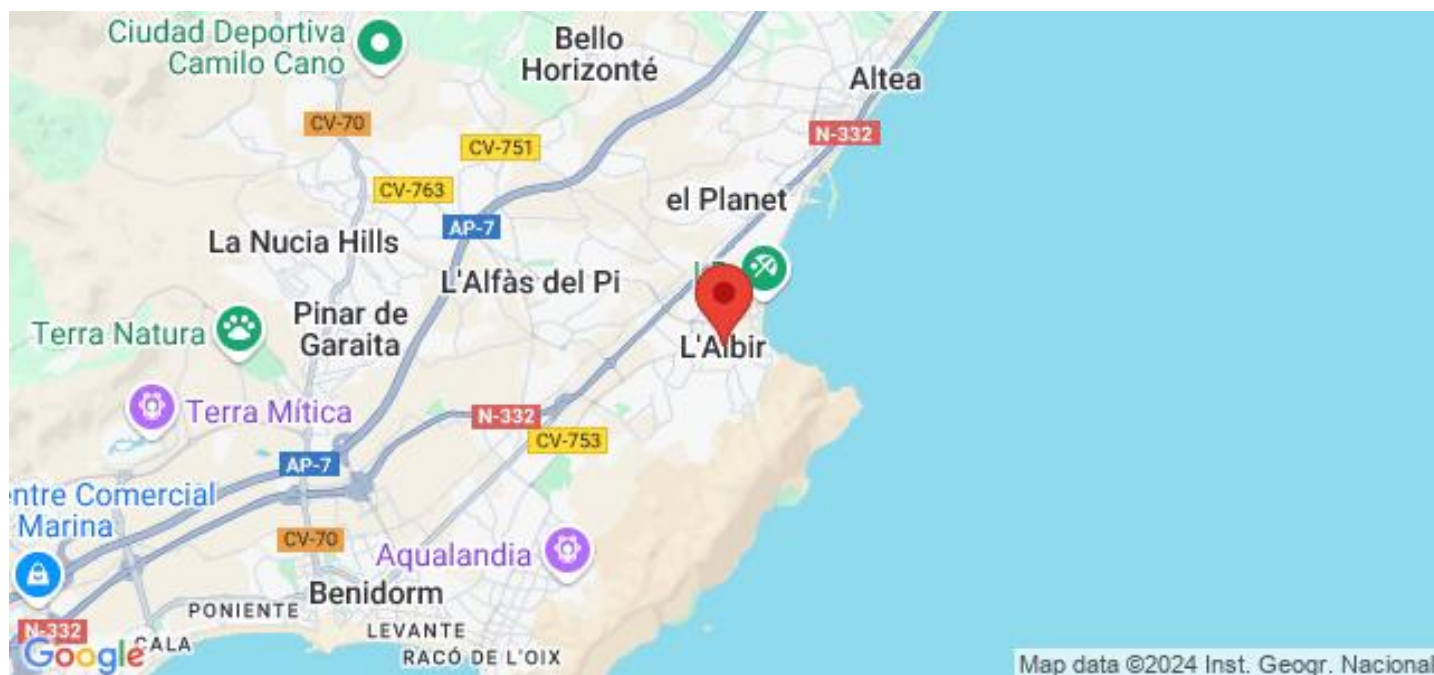 Ciudad Deportiva
Camilo Cano
Bello
Horizonté
Altea
CV-70
N-332
CV-751
CV-763
el Planet
AP-7
La Nucia Hills
L'Alfàs del Pi
Pinar de
Garaita
Terra Natura
L'Albir
Terra Mítica
N-332
CV-753
AP-7
entre Comercial
Marina
CV-70
Aqualandia
Benidorm
PONIENTE
LEVANTE
N-332
CALA
RACÓ DE L'OIX
Google
Map data ©2024 Inst. Geogr. Nacional